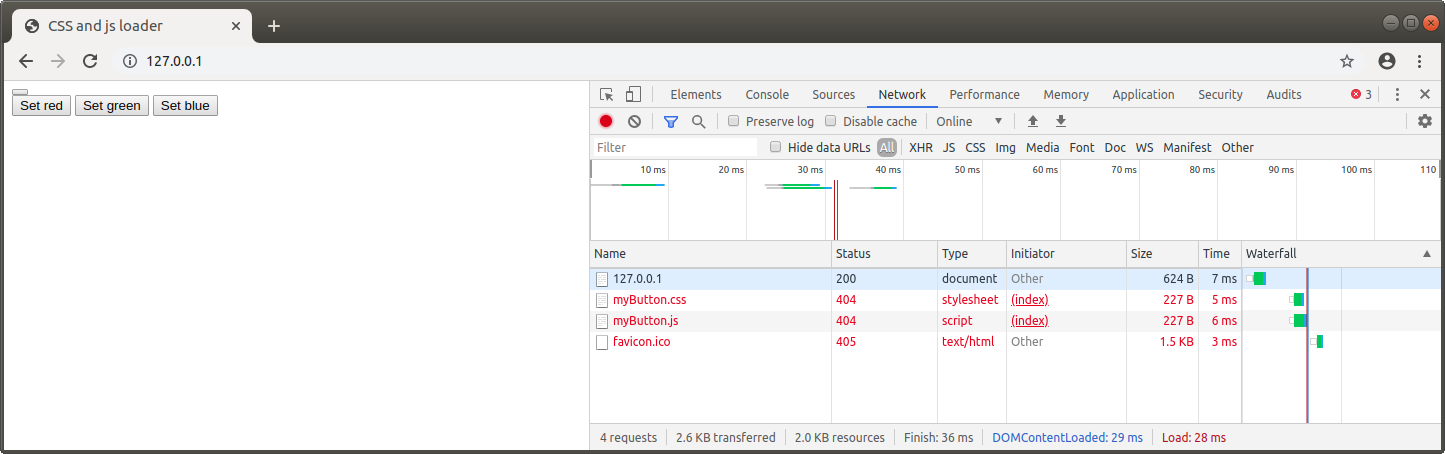 CSS and js loader
127.0.0.1
Set red Set green Set blue
Elements Console Sources Network Performance Memory Application Security Audits 3
Preserve log Disable cache Online
Filter Hide data URLs All XHR JS CSS Img Media Font Doc WS Manifest Other
10 ms 20 ms 30 ms 40 ms 50 ms 60 ms 70 ms 80 ms 90 ms 100 ms 110
Name Status Type Initiator Size Time Waterfall
127.0.0.1 200 document Other 624 B 7 ms
myButton.css 404 stylesheet (index) 227 B 5 ms
myButton.js 404 script (index) 227 B 6 ms
favicon.ico 405 text/html Other 1.5 KB 3 ms
4 requests 2.6 KB transferred 2.0 KB resources Finish: 36 ms DOMContentLoaded: 29 ms Load: 28 ms